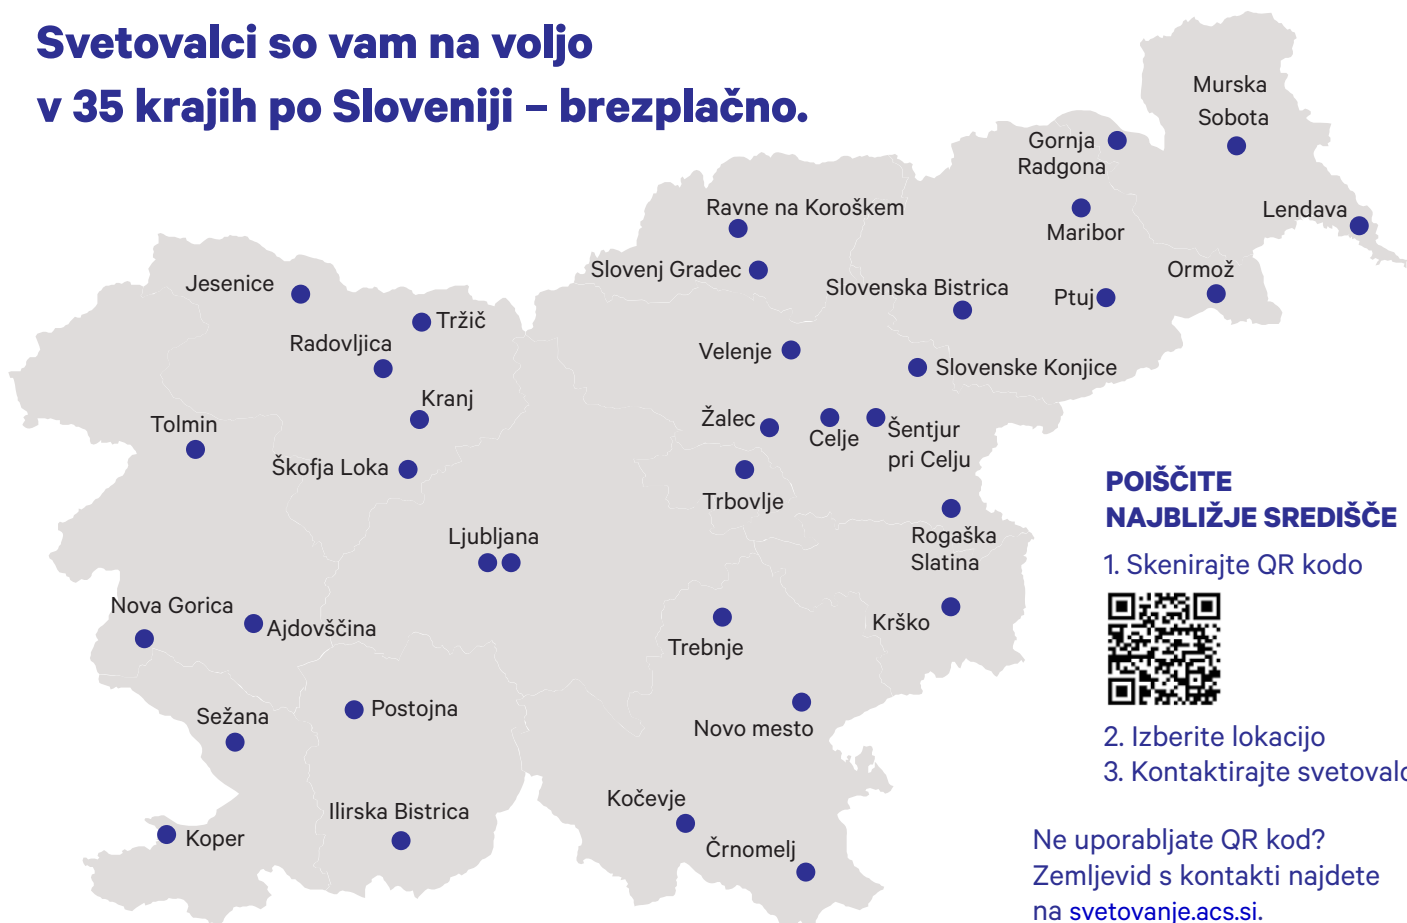 Svetovalci so vam na voljo
v 35 krajih po Sloveniji – brezplačno.
Murska
Sobota
Gornja
Radgona
Lendava
Maribor
Ravne na Koroškem
Slovenj Gradec
Ormož
Ptuj
Slovenska Bistrica
Jesenice
Tržič
Radovljica
Velenje
Slovenske Konjice
Kranj
Tolmin
Žalec
Celje
Šentjur
pri Celju
Škofja Loka
Trbovlje
Ljubljana
Rogaška
Slatina
Nova Gorica
Ajdovščina
Trebnje
Krško
Sežana
Postojna
Novo mesto
Koper
Ilirska Bistrica
Kočevje
Črnomelj
POIŠČITE
NAJBLIŽJE SREDIŠČE
1. Skenirajte QR kodo
2. Izberite lokacijo
3. Kontaktirajte
Ne uporabljate QR kod?
Zemljevid s kontakti najdete
na svetovanje.acs.si.